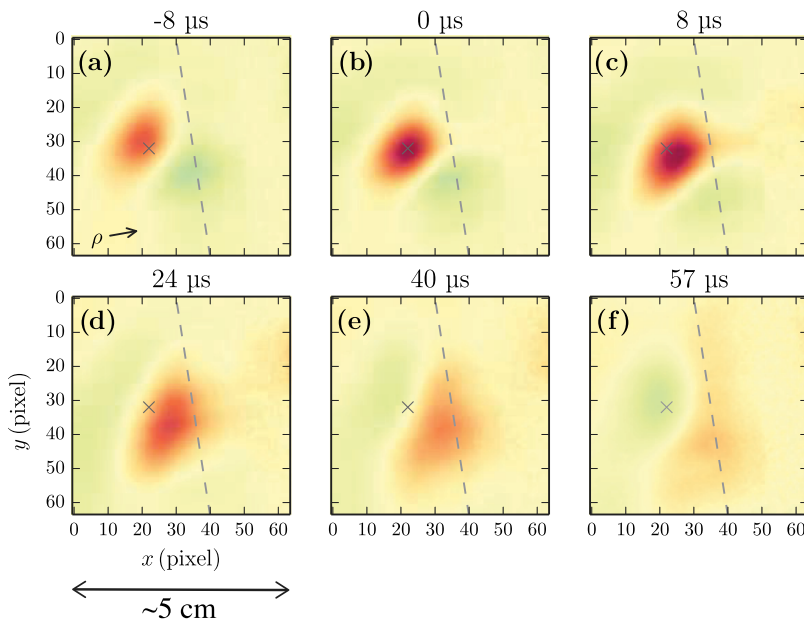 -8 µs 0 µs 8 µs
(a) (b) (c)
0
10
20
30
40
50
60
ρ
24 µs 40 µs 57 µs
(d) (e) (f)
0
10
20
30
40
50
60
y (pixel)
0 10 20 30 40 50 60 0 10 20 30 40 50 60 0 10 20 30 40 50 60
x (pixel)
~5 cm